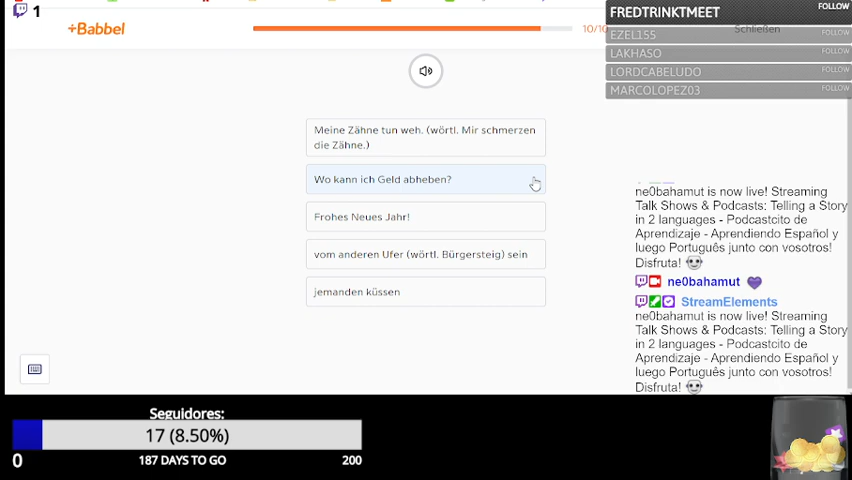 1
+Babbel
10/10
Schließen
FREDTRINKTMEET FOLLOW
EZEL155 FOLLOW
LAKHASO FOLLOW
LORDCABELUDO FOLLOW
MARCOLOPEZ03 FOLLOW
Meine Zähne tun weh. (wörtl. Mir schmerzen
die Zähne.)
Wo kann ich Geld abheben?
Frohes Neues Jahr!
vom anderen Ufer (wörtl. Bürgersteig) sein
jemanden küssen
ne0bahamut is now live! Streaming
Talk Shows & Podcasts: Telling a Story
in 2 languages - Podcastcito de
Aprendizaje - Aprendiendo Español y
luego Português junto con vosotros!
Disfruta!
ne0bahamut
StreamElements
ne0bahamut is now live! Streaming
Talk Shows & Podcasts: Telling a Story
in 2 languages - Podcastcito de
Aprendizaje - Aprendiendo Español y
luego Português junto con vosotros!
Disfruta!
Seguidores:
17 (8.50%)
0 187 DAYS TO GO 200